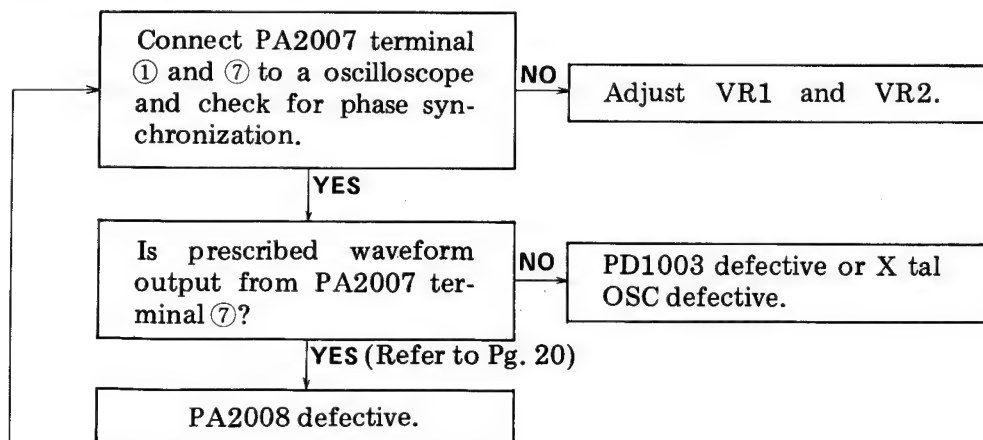 Connect PA2007 terminal
① and ⑦ to a oscilloscope
and check for phase syn-
chronization.
NO
Adjust VR1 and VR2.
YES
Is prescribed waveform
output from PA2007 ter-
minal ⑦?
NO
PD1003 defective or X tal
OSC defective.
YES (Refer to Pg. 20)
PA2008 defective.